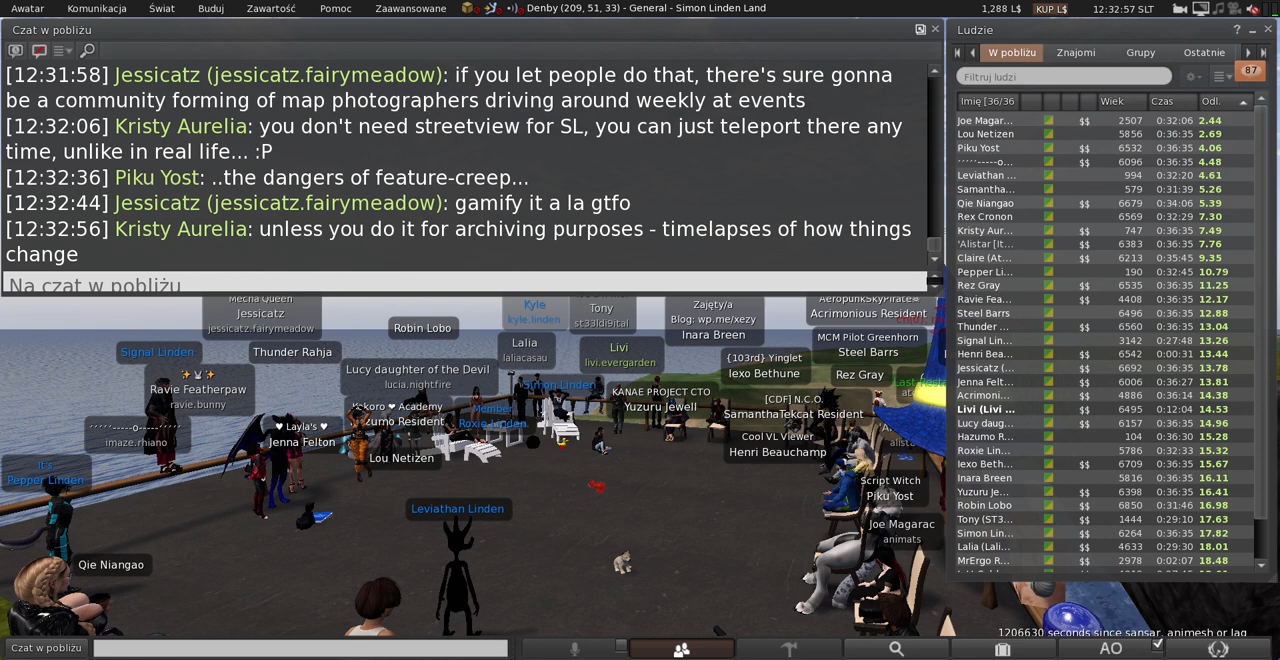 Awatar Komunikacja Świat Buduj Zawartość Pomoc Zaawansowane Denby (209, 51, 33) - General - Simon Linden Land 1,288 L$ KUP L$ 12:32:57 SLT
Czat w pobliżu
[12:31:58] Jessicatz (jessicatz.fairymeadow): if you let people do that, there's sure gonna
be a community forming of map photographers driving around weekly at events
[12:32:06] Kristy Aurelia: you don't need streetview for SL, you can just teleport there any
time, unlike in real life... :P
[12:32:36] Piku Yost: ..the dangers of feature-creep...
[12:32:44] Jessicatz (jessicatz.fairymeadow): gamify it a la gtfo
[12:32:56] Kristy Aurelia: unless you do it for archiving purposes - timelapses of how things
change
Na czat w pobliżu
Mecha Queen
Jessicatz
jessicatz.fairymeadow
Robin Lobo
Kyle
kyle.linden
Tony
st33ldi9ital
Zajęty/a
Blog: wp.me/xezy
Inara Breen
AeropunkSkyPirate
Acrimonious Resident
Signal Linden
Thunder Rahja
Lalia
laliacasau
Livi
livi.evergarden
MCM Pilot Greenhorn
Steel Barrs
{103rd} Yinglet
Iexo Bethune
Rez Gray
Ravie Featherpaw
ravie.bunny
Lucy daughter of the Devil
lucia.nightfire
Simon Linden
KANAE PROJECT CTO
Yuzuru Jewell
[CDF] N.C.O.
SamanthaTekcat Resident
Kokoro ❤ Academy
Member
Roxie Linden
′′′′′-----o-----′′′′′
imaze.rhiano
♥ Layla's ♥
Jenna Felton
Lou Netizen
Cool VL Viewer
Henri Beauchamp
It's
Pepper Linden
Script Witch
Piku Yost
Leviathan Linden
Joe Magarac
animats
Qie Niangao
1206630 seconds since sansar, animesh or lag
Czat w pobliżu
AO
Ludzie
W pobliżu Znajomi Grupy Ostatnie
Filtruj ludzi
87
Imię [36/36 Wiek Czas Odl.
Joe Magar... $$ 2507 0:32:06 2.44
Lou Netizen 5856 0:36:35 2.69
Piku Yost $$ 6532 0:36:35 4.06
′′′′′-----o... $$ 6096 0:36:35 4.48
Leviathan ... 994 0:32:20 4.61
Samantha... 579 0:31:39 5.26
Qie Niangao $$ 6679 0:34:06 5.39
Rex Cronon 6569 0:32:29 7.30
Kristy Aur... $$ 747 0:36:35 7.49
'Alistar [It... $$ 6383 0:36:35 7.76
Claire (At... $$ 6213 0:35:45 9.35
Pepper Li... 190 0:32:45 10.79
Rez Gray $$ 6535 0:36:35 11.25
Ravie Fea... $$ 4408 0:36:35 12.17
Steel Barrs 6496 0:36:35 12.88
Thunder ... $$ 6560 0:36:35 13.04
Signal Lin... 3142 0:27:48 13.26
Henri Bea... $$ 6542 0:00:31 13.44
Jessicatz (... $$ 6692 0:36:35 13.78
Jenna Felt... $$ 6006 0:36:27 13.81
Acrimoni... $$ 4886 0:36:14 14.38
Livi (Livi ... $$ 6495 0:12:04 14.53
Lucy daug... $$ 6157 0:36:35 14.96
Hazumo R... 104 0:36:30 15.28
Roxie Lin... 5786 0:32:33 15.32
Iexo Beth... $$ 6709 0:36:35 15.67
Inara Breen 5816 0:36:35 16.11
Yuzuru Je... $$ 6398 0:36:35 16.41
Robin Lobo $$ 6850 0:31:46 16.98
Tony (ST3... $$ 1444 0:29:10 17.63
Simon Lin... $$ 6264 0:36:35 17.82
Lalia (Lali... $$ 4633 0:29:30 18.01
MrErgo R... $$ 2978 0:02:07 18.48